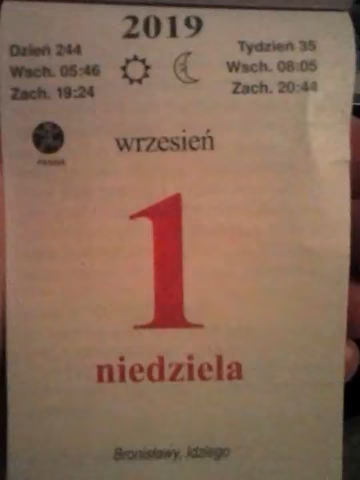 2019
Dzień 244
Wsch. 05:46
Zach. 19:24
Tydzień 35
Wsch. 08:05
Zach. 20:44
PANNA
wrzesień
1
niedziela
Bronisławy, Idziego